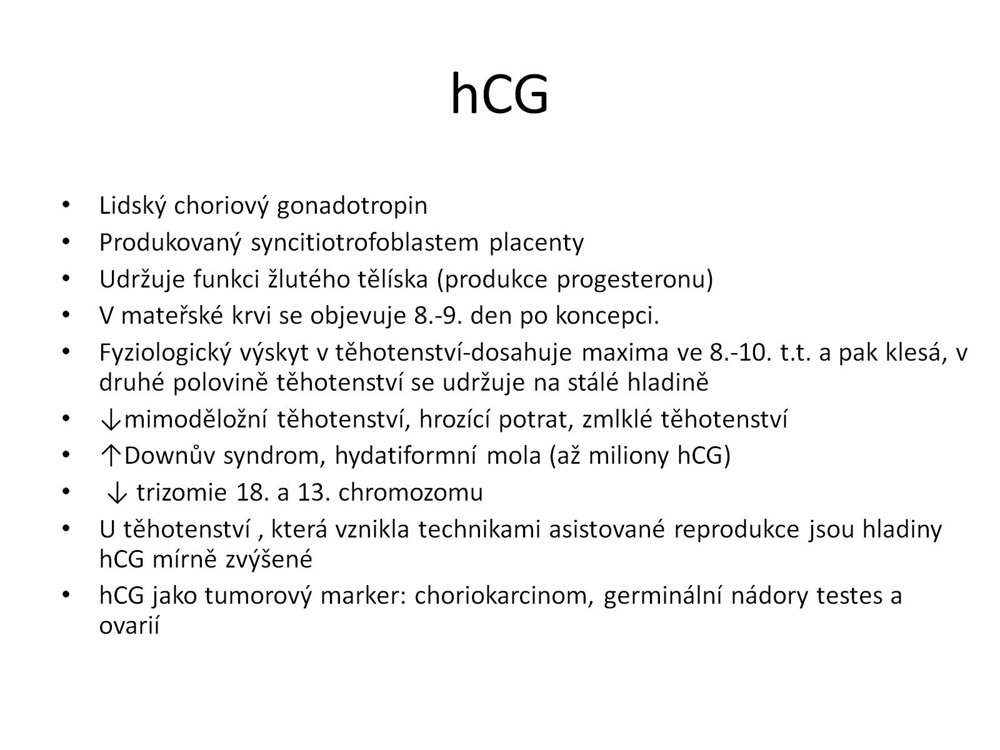 hCG
• Lidský choriový gonadotropin
• Produkovaný syncitiotrofoblastem placenty
• Udržuje funkci žlutého tělíska (produkce progesteronu)
• V mateřské krvi se objevuje 8.-9. den po koncepci.
• Fyziologický výskyt v těhotenství-dosahuje maxima ve 8.-10. t.t. a pak klesá, v
druhé polovině těhotenství se udržuje na stálé hladině
• ↓mimoděložní těhotenství, hrozící potrat, zmlklé těhotenství
• ↑Downův syndrom, hydatiformní mola (až miliony hCG)
• ↓ trizomie 18. a 13. chromozomu
• U těhotenství , která vznikla technikami asistované reprodukce jsou hladiny
hCG mírně zvýšené
• hCG jako tumorový marker: choriokarcinom, germinální nádory testes a
ovarií